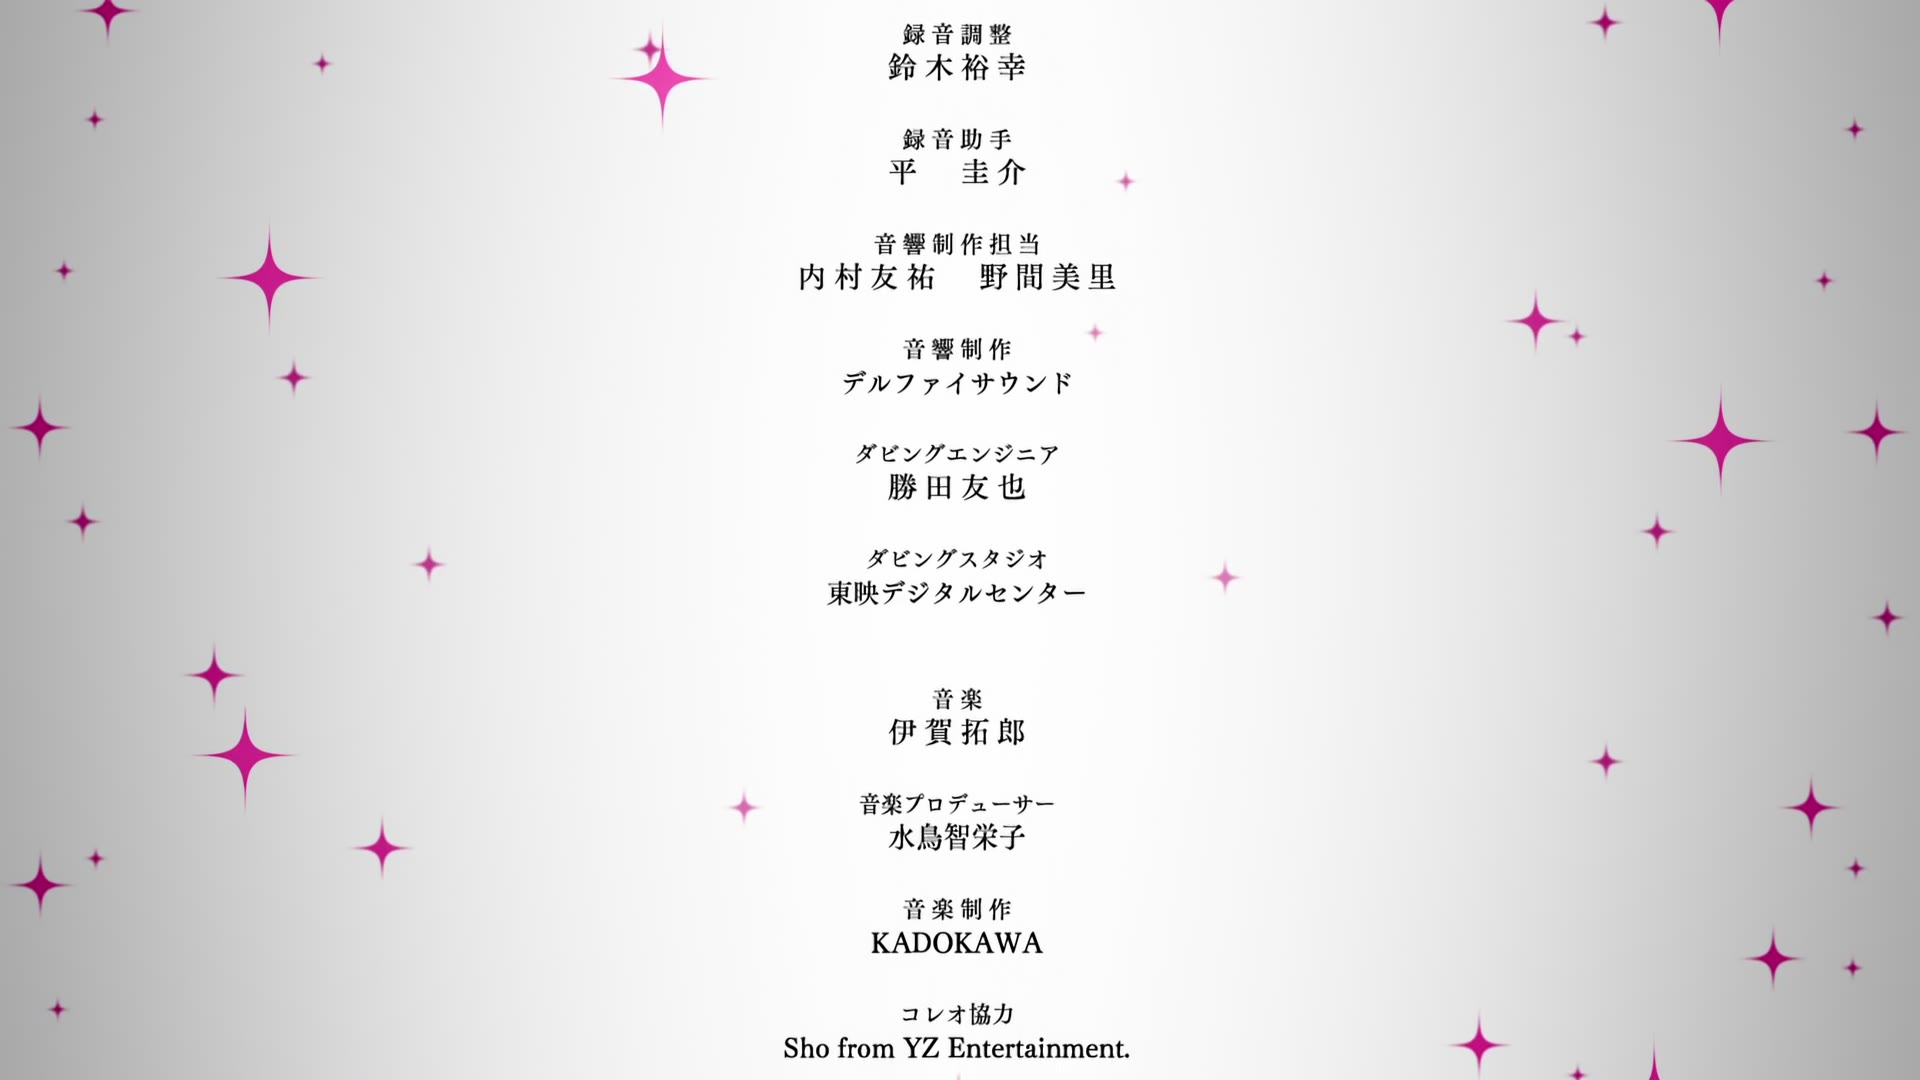 録音調整
鈴木裕幸
録音助手
平　圭介
音響制作担当
内村友祐　野間美里
音響制作
デルファイサウンド
ダビングエンジニア
勝田友也
ダビングスタジオ
東映デジタルセンター
音楽
伊賀拓郎
音楽プロデューサー
水鳥智栄子
音楽制作
KADOKAWA
コレオ協力
Sho from YZ Entertainment.